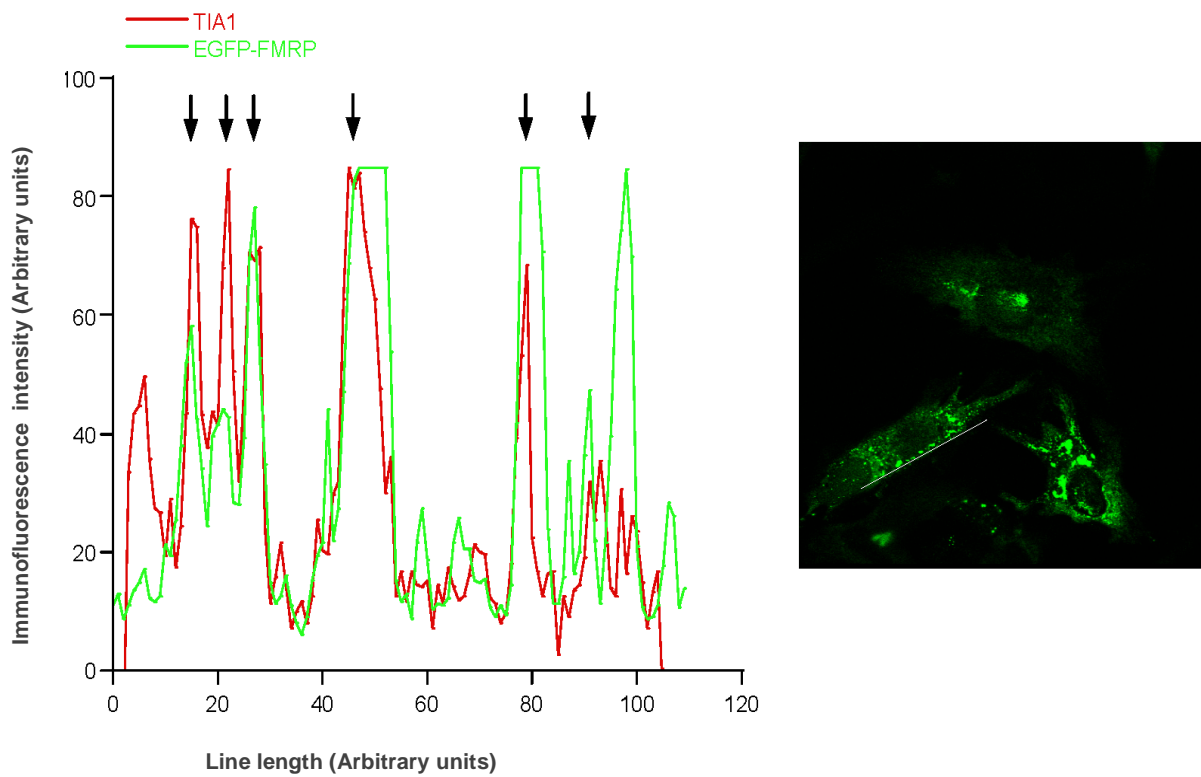 TIA1
EGFP-FMRP
100
80
60
40
20
0
0 20 40 60 80 100 120
Immunofluorescence intensity (Arbitrary units)
Line length (Arbitrary units)